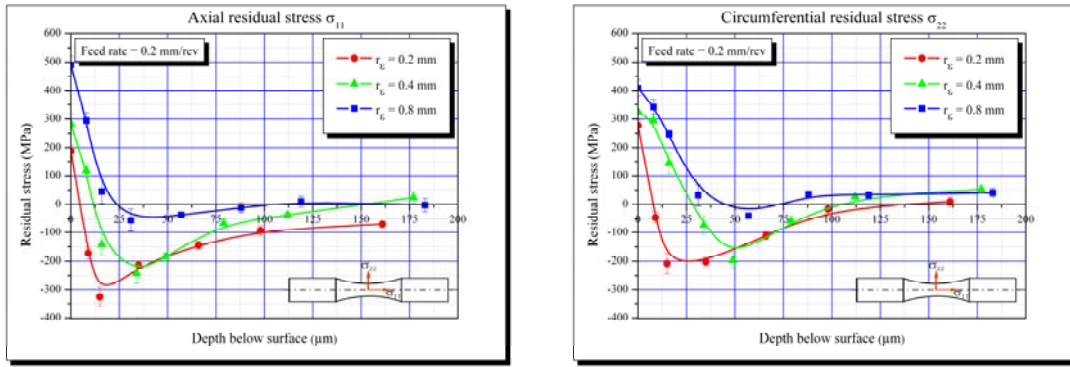 Axial residual stress σ11
600
500
400
300
200
100
0
-100
-200
-300
-400
Residual stress (MPa)
Feed rate = 0.2 mm/rev
rε = 0.2 mm
rε = 0.4 mm
rε = 0.8 mm
0 25 50 75 100 125 150 175 200
σ22
σ11
Depth below surface (µm)
Circumferential residual stress σ22
600
500
400
300
200
100
0
-100
-200
-300
-400
Residual stress (MPa)
Feed rate = 0.2 mm/rev
rε = 0.2 mm
rε = 0.4 mm
rε = 0.8 mm
0 25 50 75 100 125 150 175 200
σ22
σ11
Depth below surface (µm)